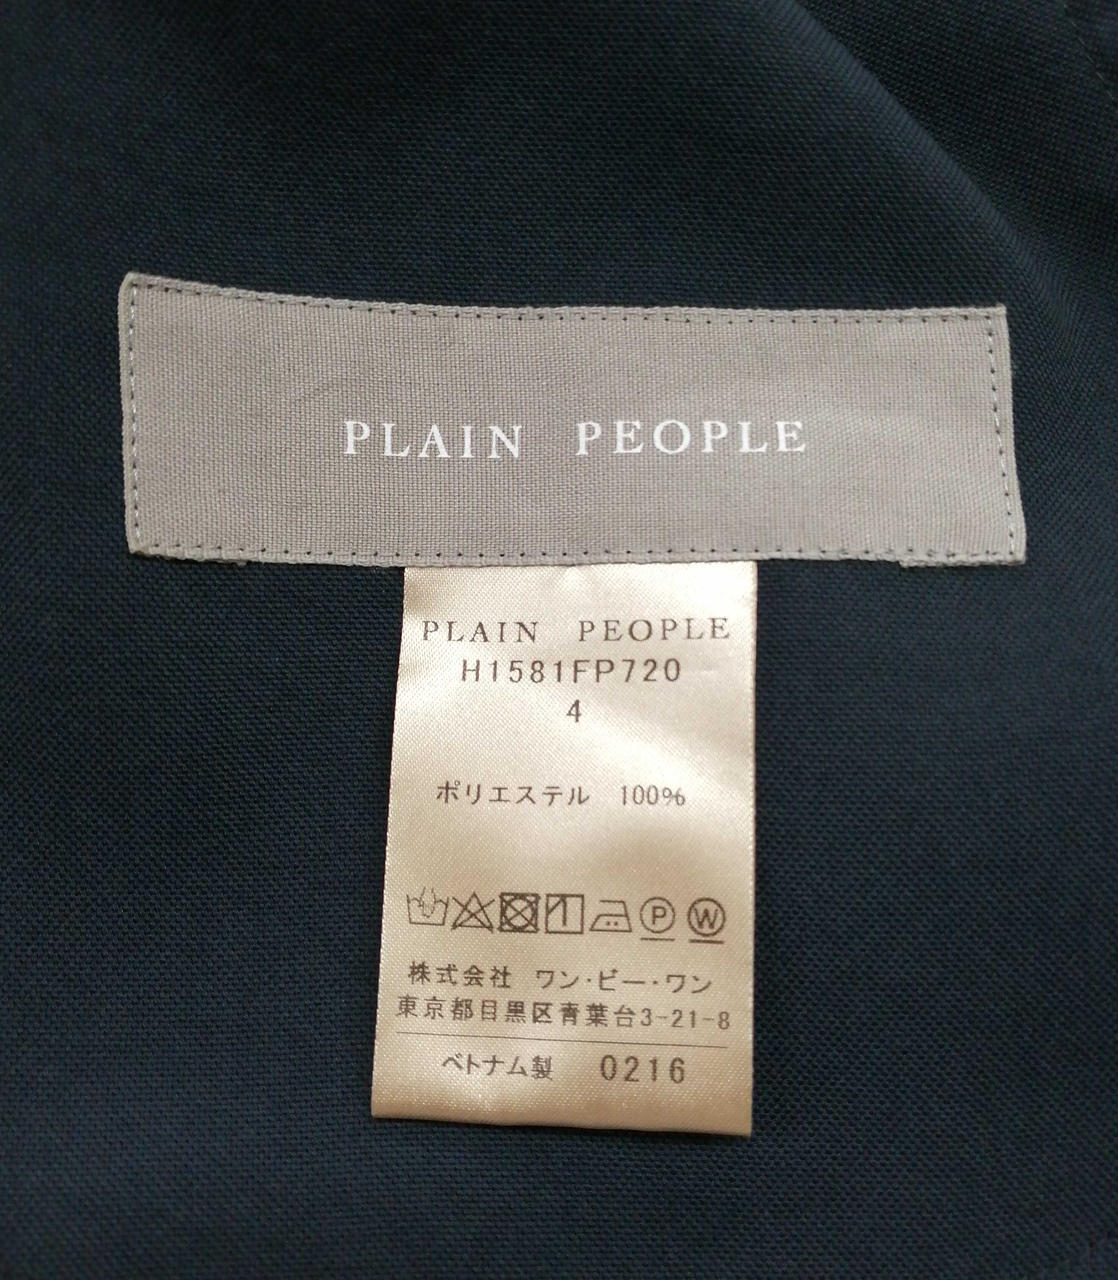 PLAIN PEOPLE
PLAIN PEOPLE
H1581FP720
4
ポリエステル 100%
P W
株式会社 ワン・ビー・ワン
東京都目黒区青葉台3-21-8
ベトナム製 0216